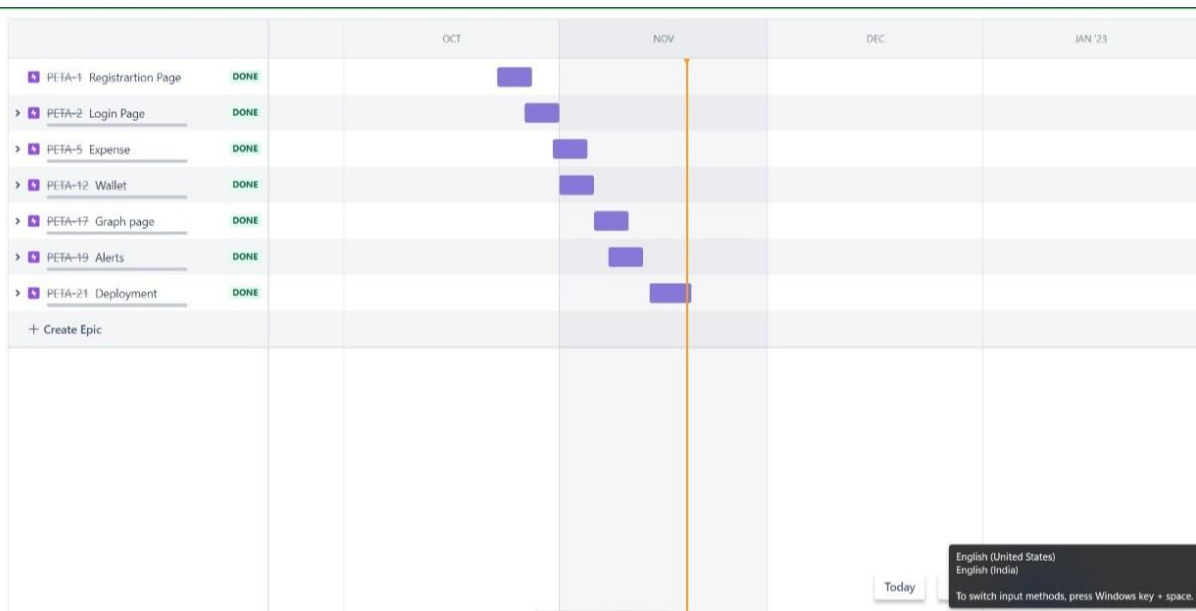 OCT NOV DEC JAN '23
PETA-1 Registrartion Page DONE
PETA-2 Login Page DONE
PETA-5 Expense DONE
PETA-12 Wallet DONE
PETA-17 Graph page DONE
PETA-19 Alerts DONE
PETA-21 Deployment DONE
+ Create Epic
Today
English (United States)
English (India)
To switch input methods, press Windows key + space.